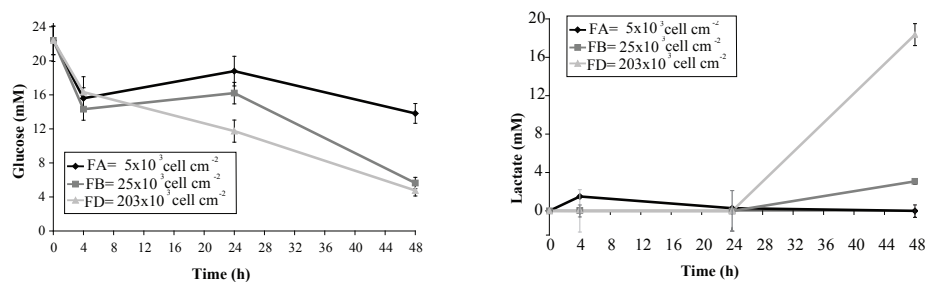 24
20
16
12
8
4
0
Glucose (mM)
FA= 5x10³cell cm⁻²
FB= 25x10³cell cm⁻²
FD= 203x10³cell cm⁻²
0 4 8 12 16 20 24 28 32 36 40 44 48
Time (h)
20
16
12
8
4
0
Lactate (mM)
FA= 5x10³cell cm⁻²
FB= 25x10³cell cm⁻²
FD= 203x10³cell cm⁻²
0 4 8 12 16 20 24 28 32 36 40 44 48
Time (h)